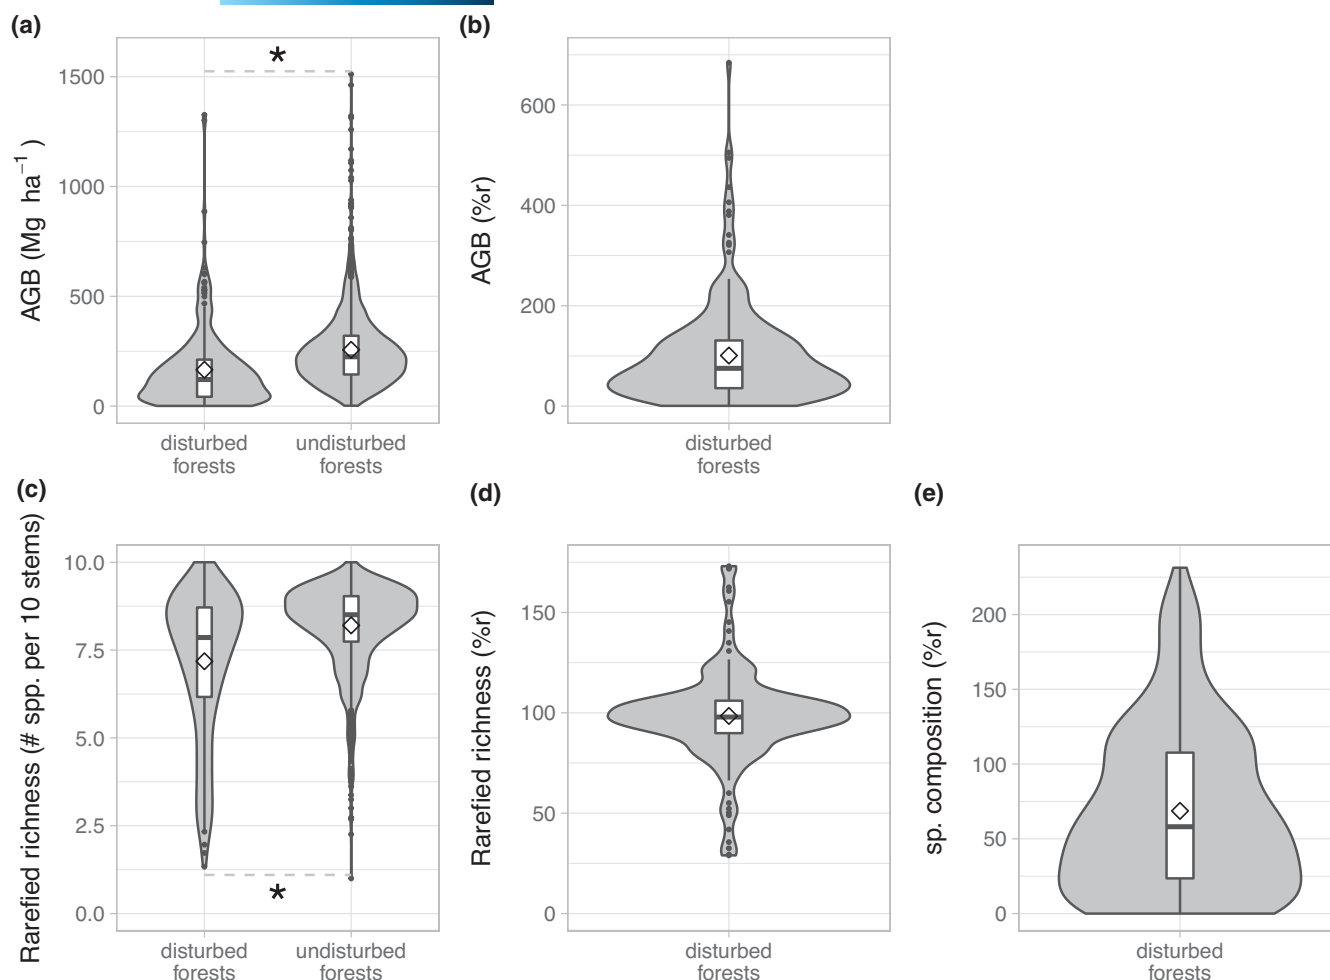 (a)
(b)
AGB (Mg ha−1 )
1500
1000
500
0
*
disturbed
forests
undisturbed
forests
AGB (%r)
600
400
200
0
disturbed
forests
(c)
(d)
(e)
Rarefied richness (# spp. per 10 stems)
10.0
7.5
5.0
2.5
0.0
*
disturbed
forests
undisturbed
forests
Rarefied richness (%r)
150
100
50
0
disturbed
forests
sp. composition (%r)
200
150
100
50
0
disturbed
forests